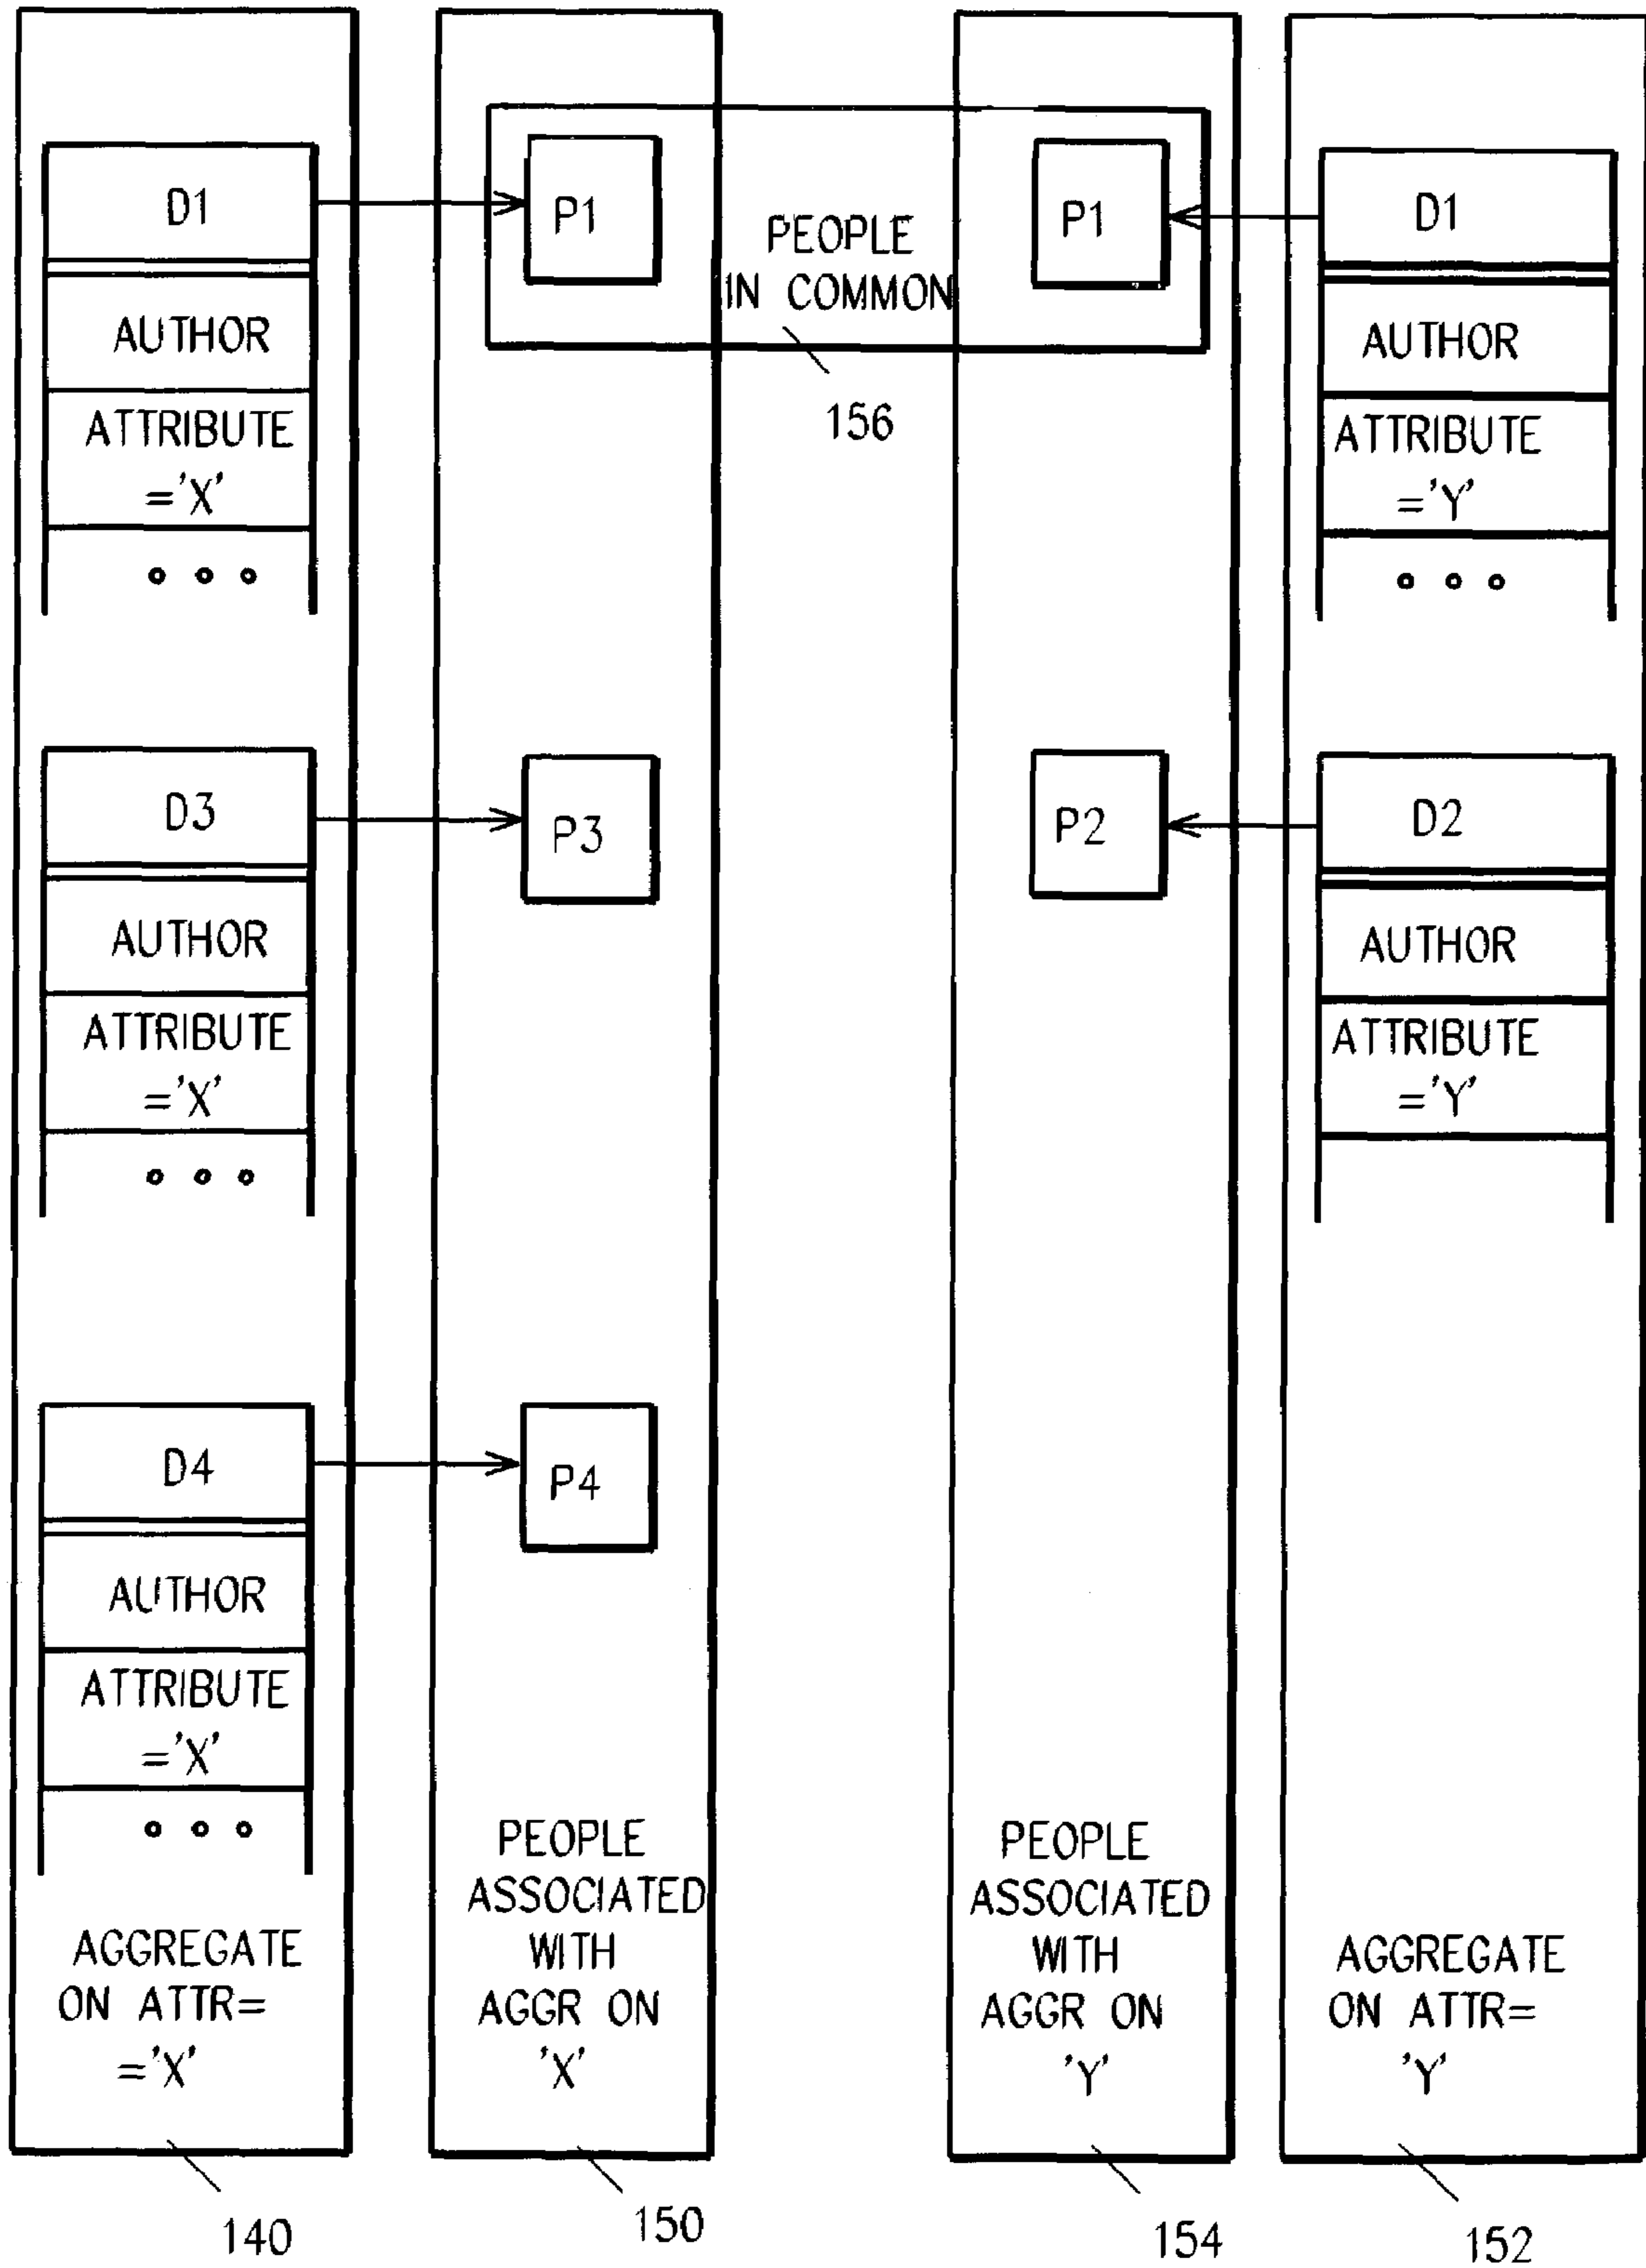 D1
AUTHOR
ATTRIBUTE
='X'
D3
AUTHOR
ATTRIBUTE
='X'
D4
AUTHOR
ATTRIBUTE
='X'
AGGREGATE
ON ATTR=
='X'
140
P1
P3
P4
PEOPLE
ASSOCIATED
WITH
AGGR ON
'X'
150
PEOPLE
IN COMMON
156
P1
P2
PEOPLE
ASSOCIATED
WITH
AGGR ON
'Y'
154
D1
AUTHOR
ATTRIBUTE
='Y'
D2
AUTHOR
ATTRIBUTE
='Y'
AGGREGATE
ON ATTR=
'Y'
152